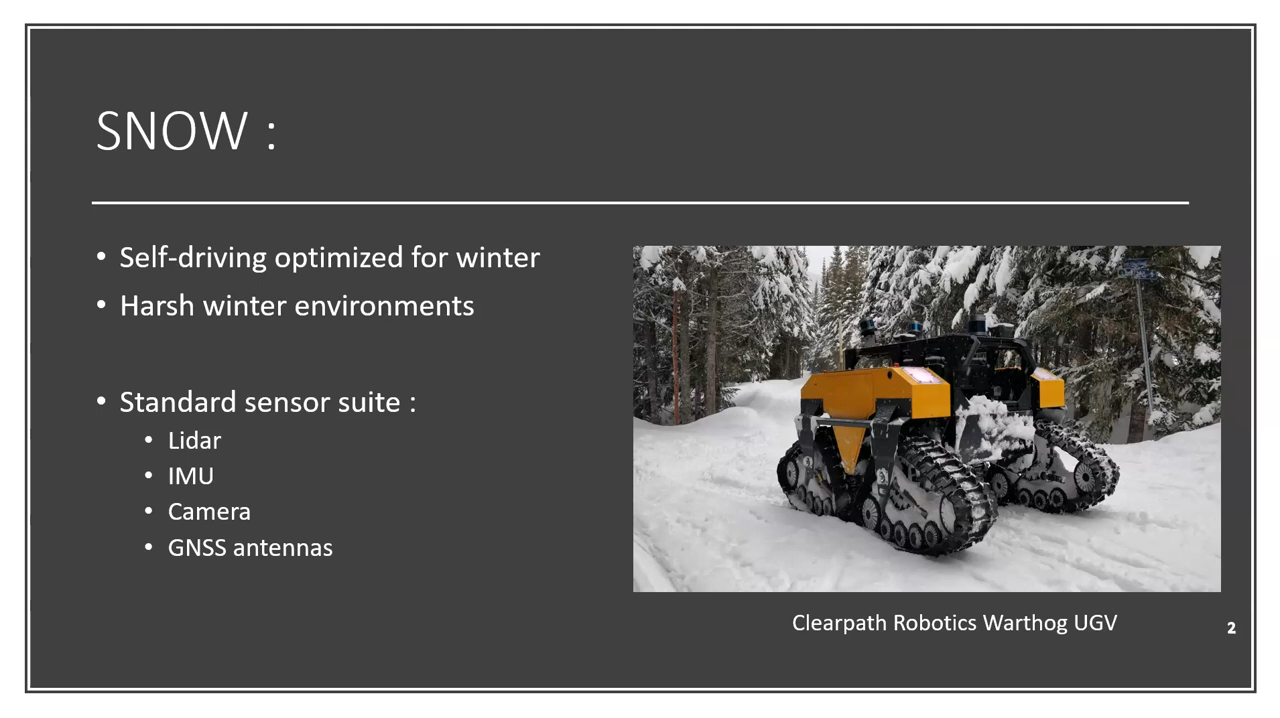 SNOW :
• Self-driving optimized for winter
• Harsh winter environments
• Standard sensor suite :
• Lidar
• IMU
• Camera
• GNSS antennas
Clearpath Robotics Warthog UGV
2